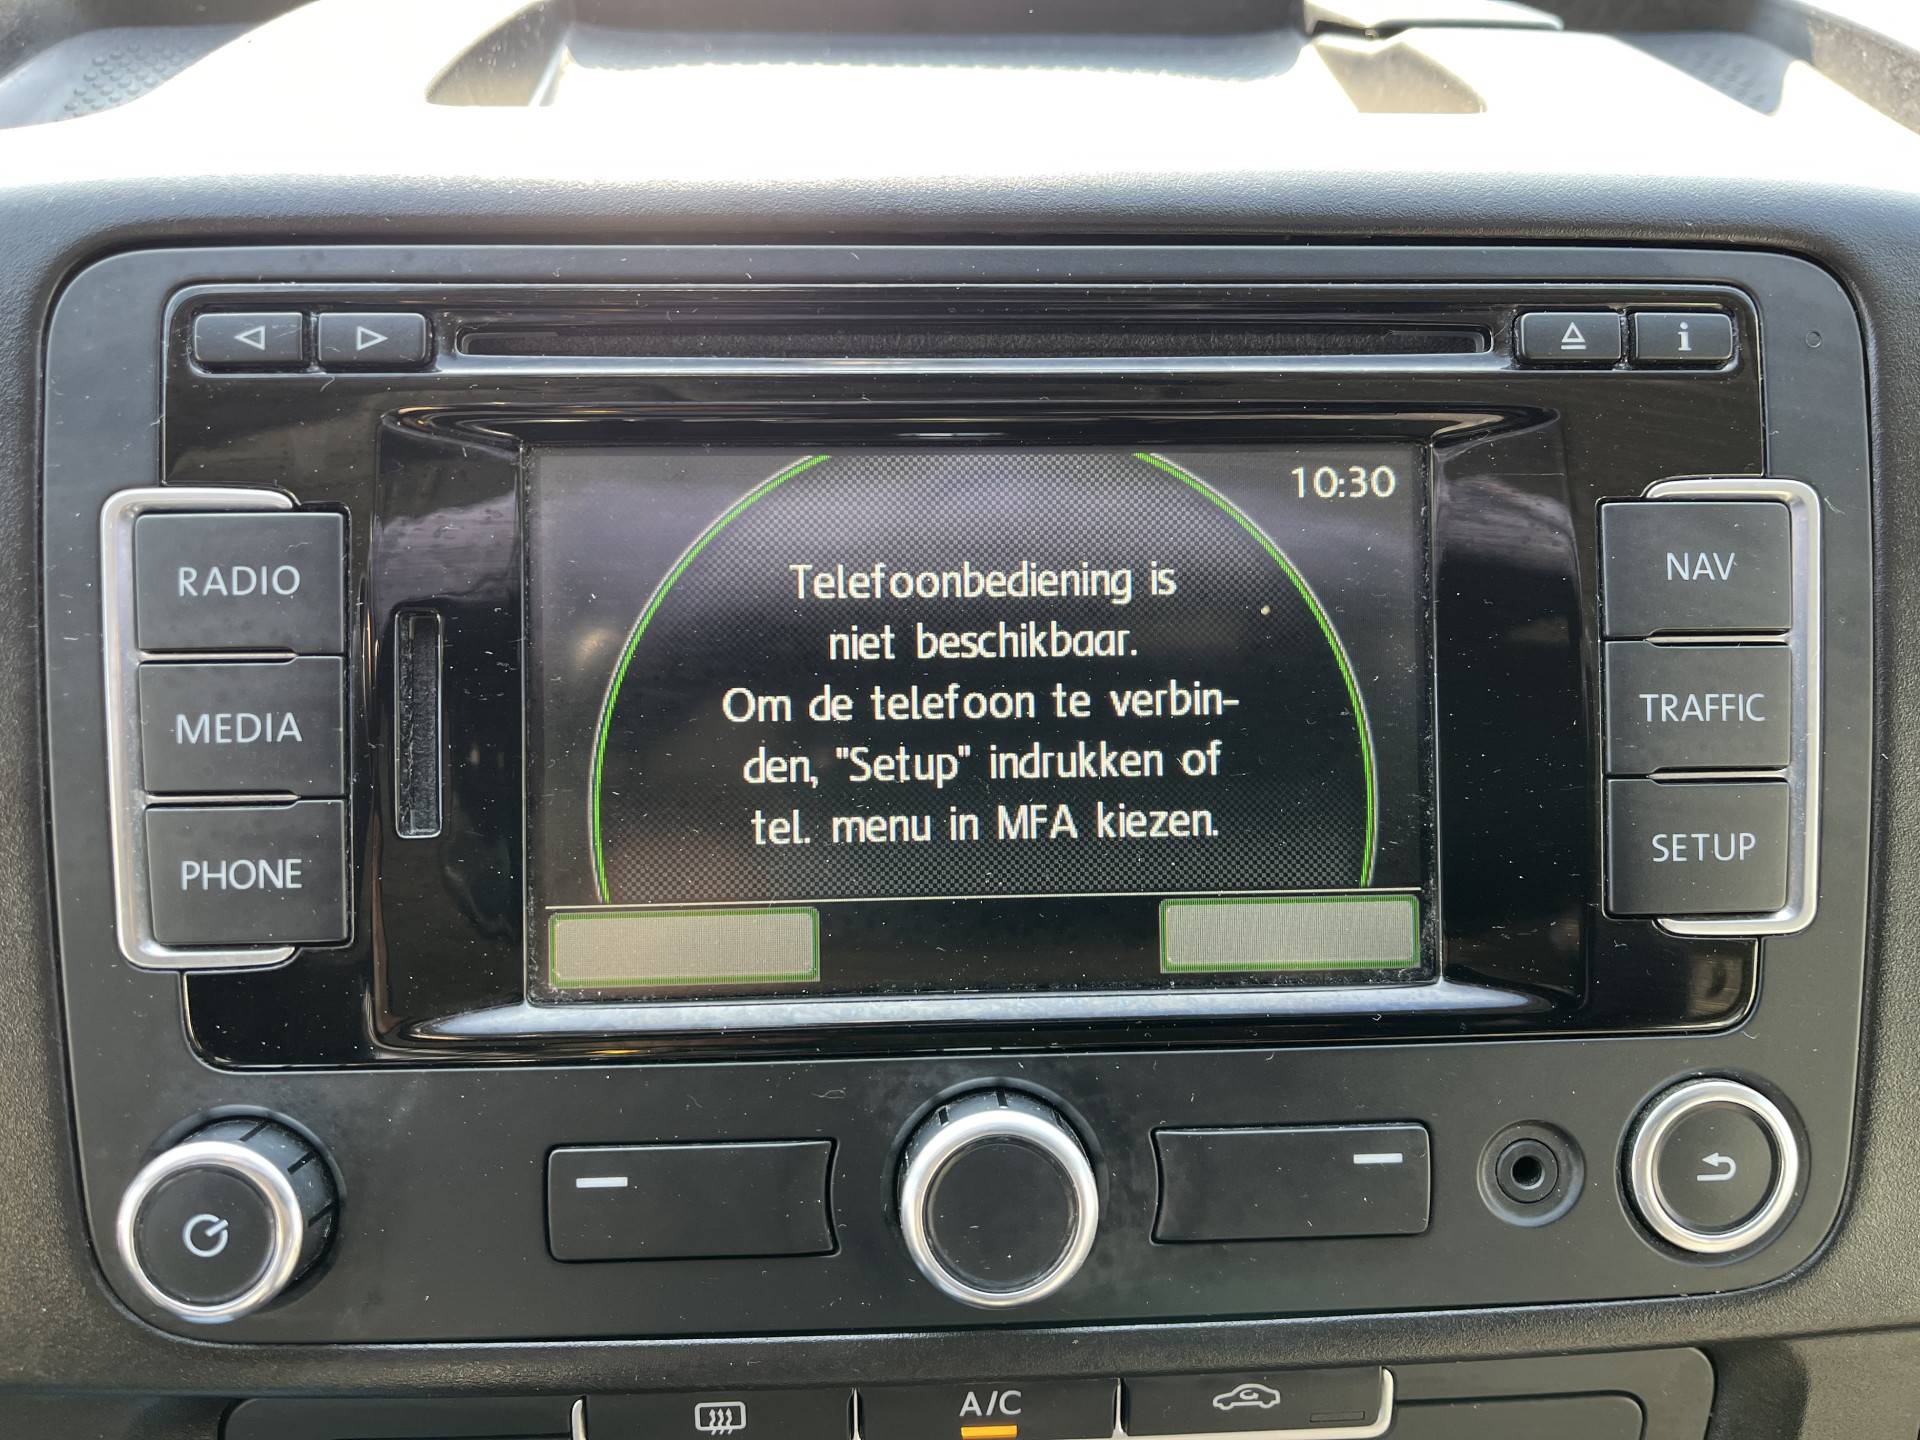 10:30
Telefoonbediening is
niet beschikbaar.
Om de telefoon te verbin-
den, "Setup" indrukken of
tel. menu in MFA kiezen.
RADIO
MEDIA
PHONE
NAV
TRAFFIC
SETUP
i
A/C